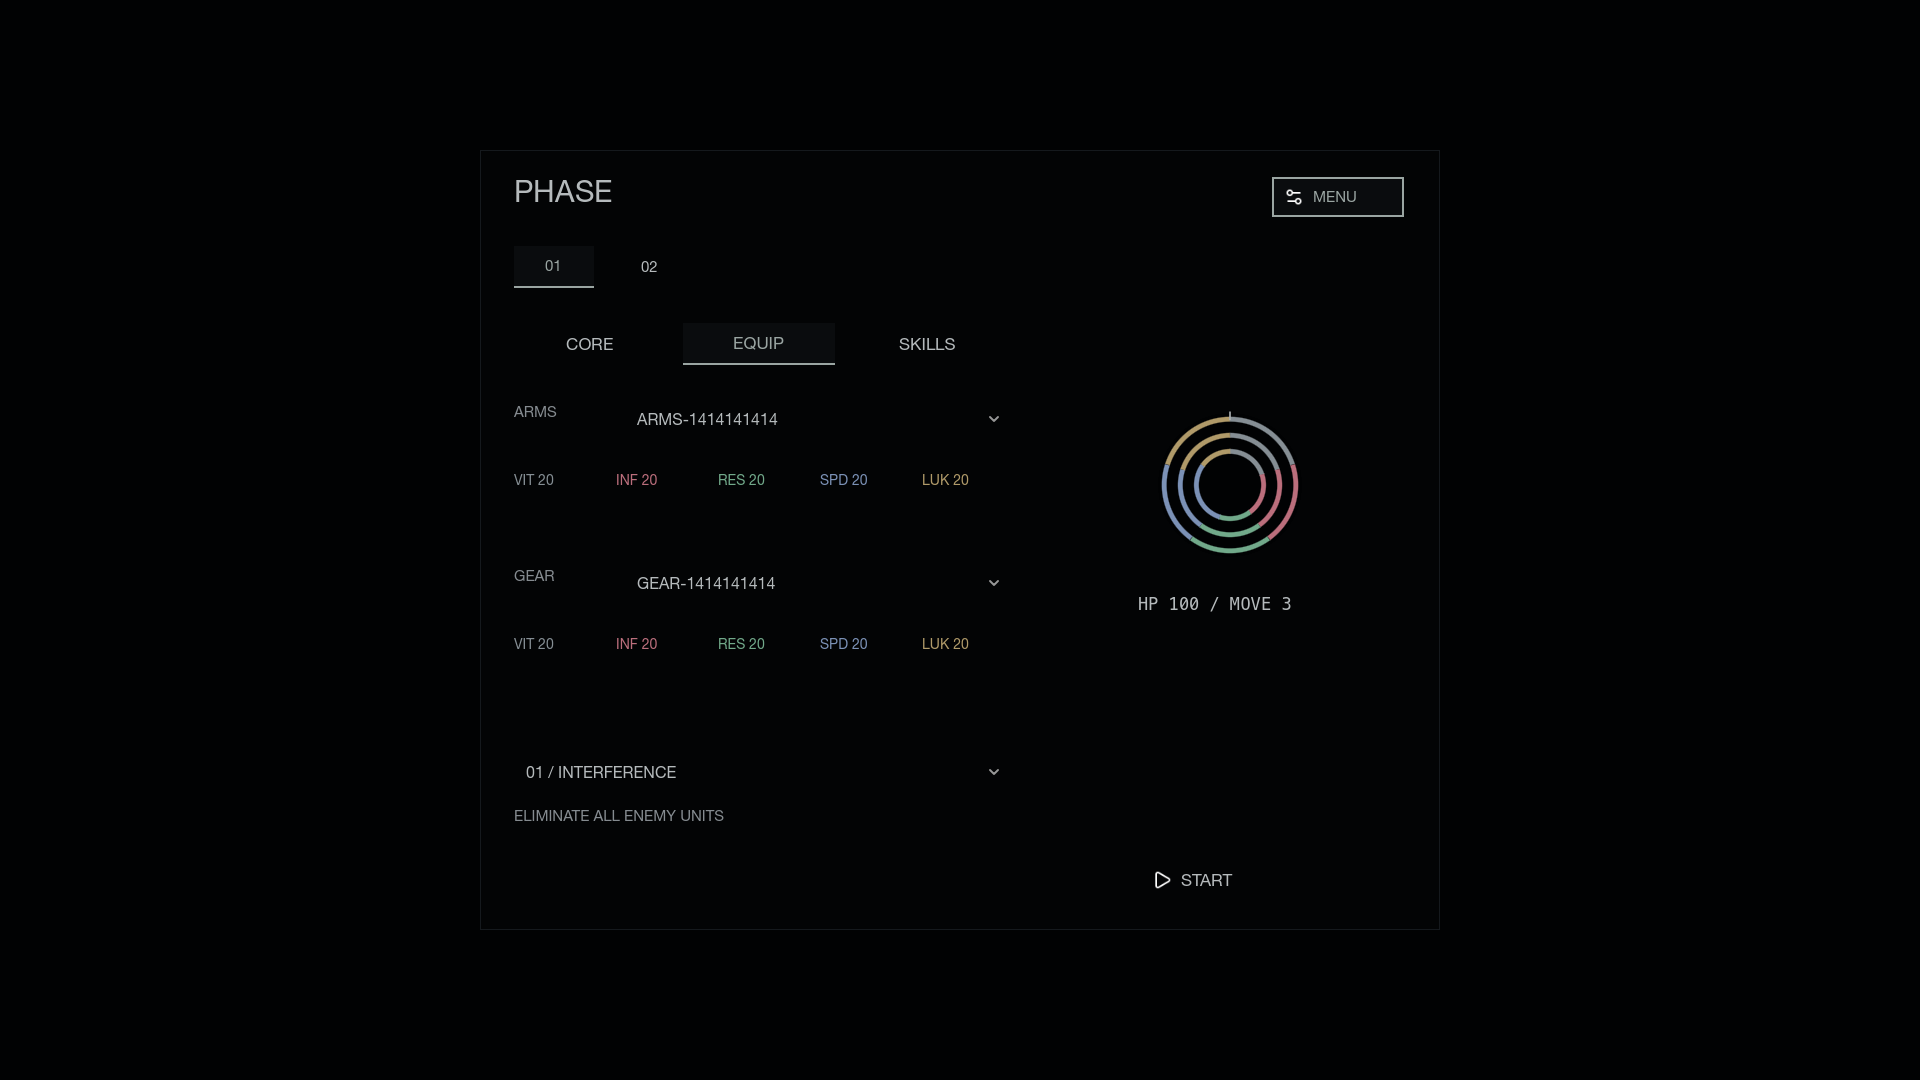 PHASE
MENU
01 02
CORE EQUIP SKILLS
ARMS ARMS-1414141414
VIT 20 INF 20 RES 20 SPD 20 LUK 20
GEAR GEAR-1414141414
HP 100 / MOVE 3
VIT 20 INF 20 RES 20 SPD 20 LUK 20
01 / INTERFERENCE
ELIMINATE ALL ENEMY UNITS
START